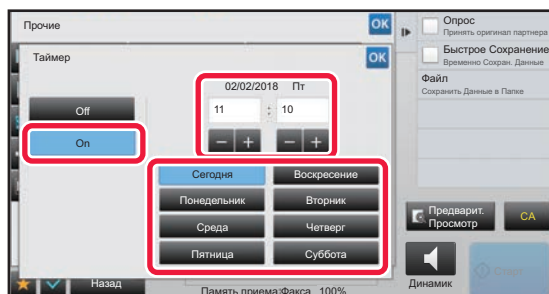 Прочие
OK
Таймер
OK
02/02/2018 Пт
11 : 10
Off
On
Сегодня
Воскресение
Понедельник
Вторник
Среда
Четверг
Пятница
Суббота
Назад
Память приема:Факса 100%
Опрос
Принять оригинал партнера
Быстрое Сохранение
Временно Сохран. Данные
Файл
Сохранить Данные в Папке
Предварит.
Просмотр
CA
Динамик